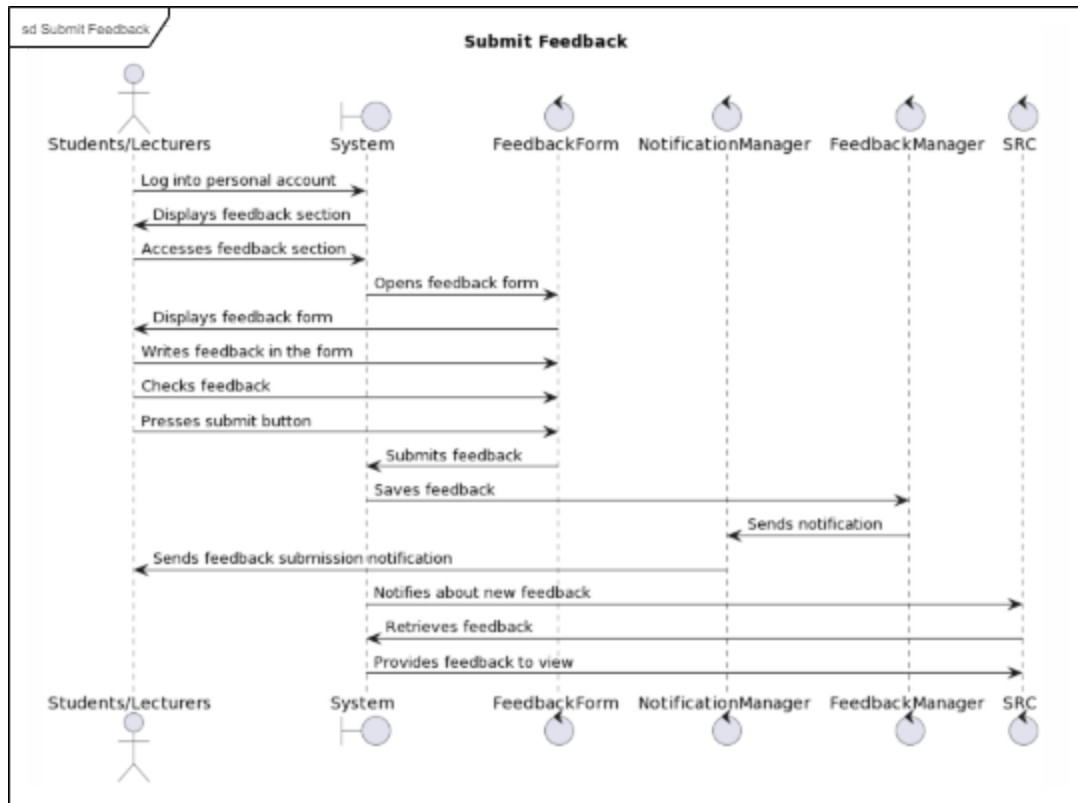 sd Submit Feedback
Submit Feedback
Students/Lecturers System FeedbackForm NotificationManager FeedbackManager SRC
Log into personal account
Displays feedback section
Accesses feedback section
Opens feedback form
Displays feedback form
Writes feedback in the form
Checks feedback
Presses submit button
Submits feedback
Saves feedback
Sends notification
Sends feedback submission notification
Notifies about new feedback
Retrieves feedback
Provides feedback to view
Students/Lecturers System FeedbackForm NotificationManager FeedbackManager SRC